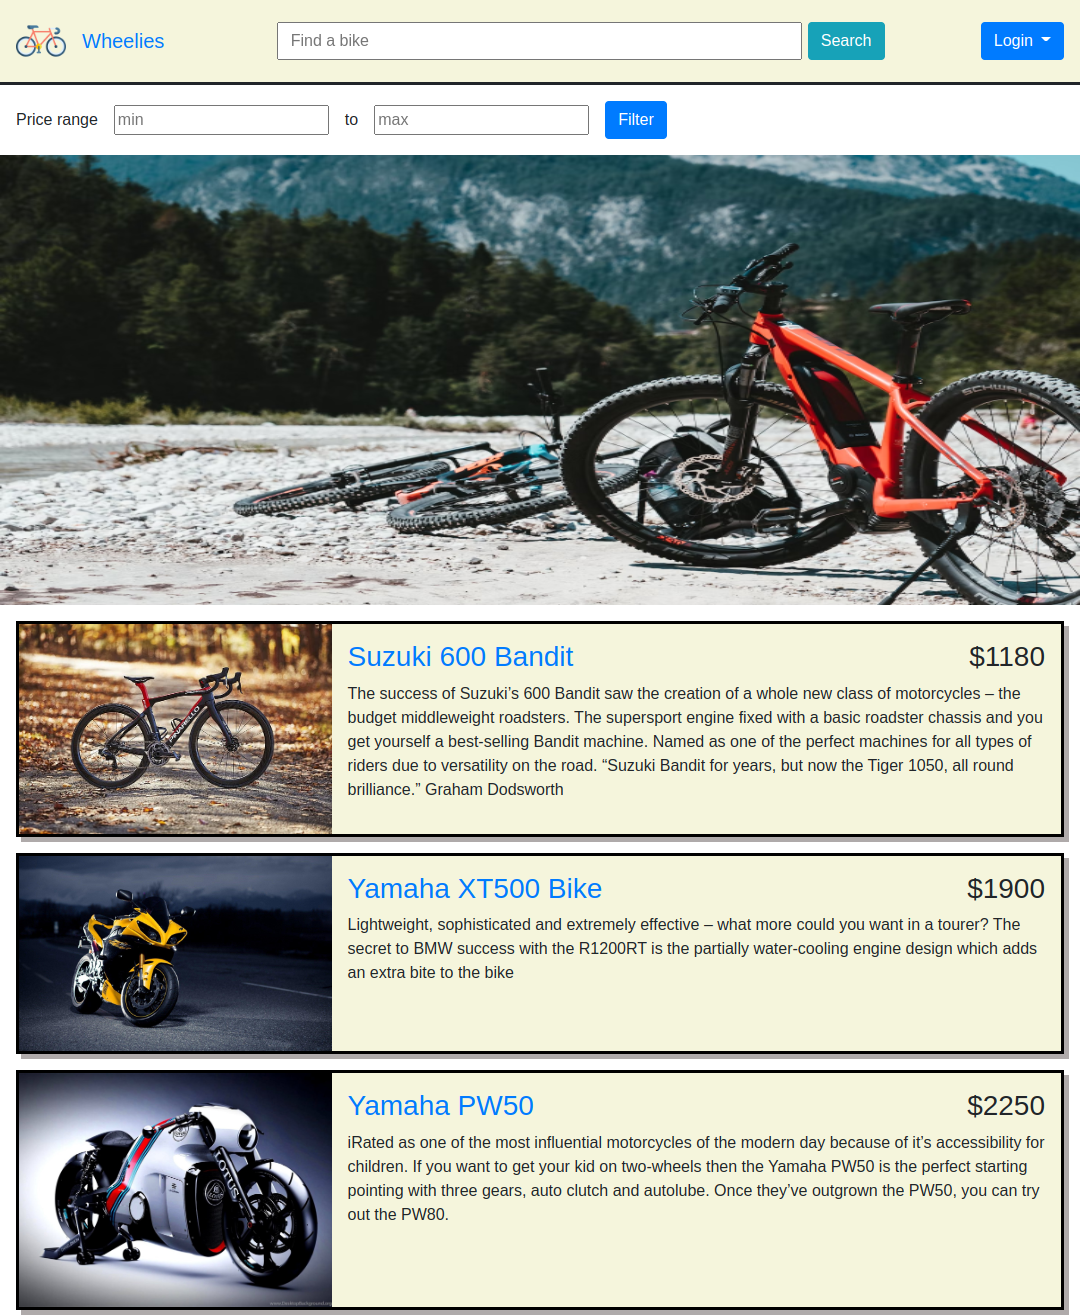 Wheelies
Find a bike
Search
Login
Price range
min
to
max
Filter
SCHWALBE
Suzuki 600 Bandit
$1180
The success of Suzuki’s 600 Bandit saw the creation of a whole new class of motorcycles – the
budget middleweight roadsters. The supersport engine fixed with a basic roadster chassis and you
get yourself a best-selling Bandit machine. Named as one of the perfect machines for all types of
riders due to versatility on the road. “Suzuki Bandit for years, but now the Tiger 1050, all round
brilliance.” Graham Dodsworth
PINARELLO
Yamaha XT500 Bike
$1900
Lightweight, sophisticated and extremely effective – what more could you want in a tourer? The
secret to BMW success with the R1200RT is the partially water-cooling engine design which adds
an extra bite to the bike
Yamaha PW50
$2250
iRated as one of the most influential motorcycles of the modern day because of it’s accessibility for
children. If you want to get your kid on two-wheels then the Yamaha PW50 is the perfect starting
pointing with three gears, auto clutch and autolube. Once they’ve outgrown the PW50, you can try
out the PW80.
LOTUS